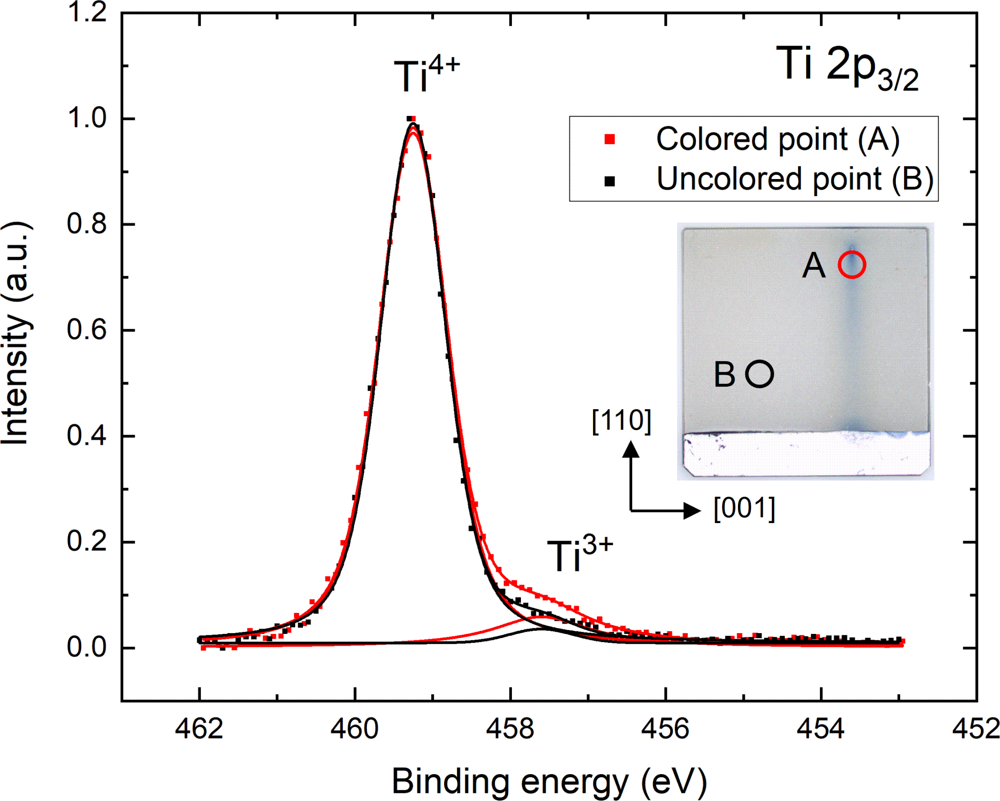 1.2
1.0
0.8
0.6
0.4
0.2
0.0
Intensity (a.u.)
Ti⁴⁺
Ti 2p₃/₂
Colored point (A)
Uncolored point (B)
A
B
[110]
[001]
Ti³⁺
462 460 458 456 454 452
Binding energy (eV)